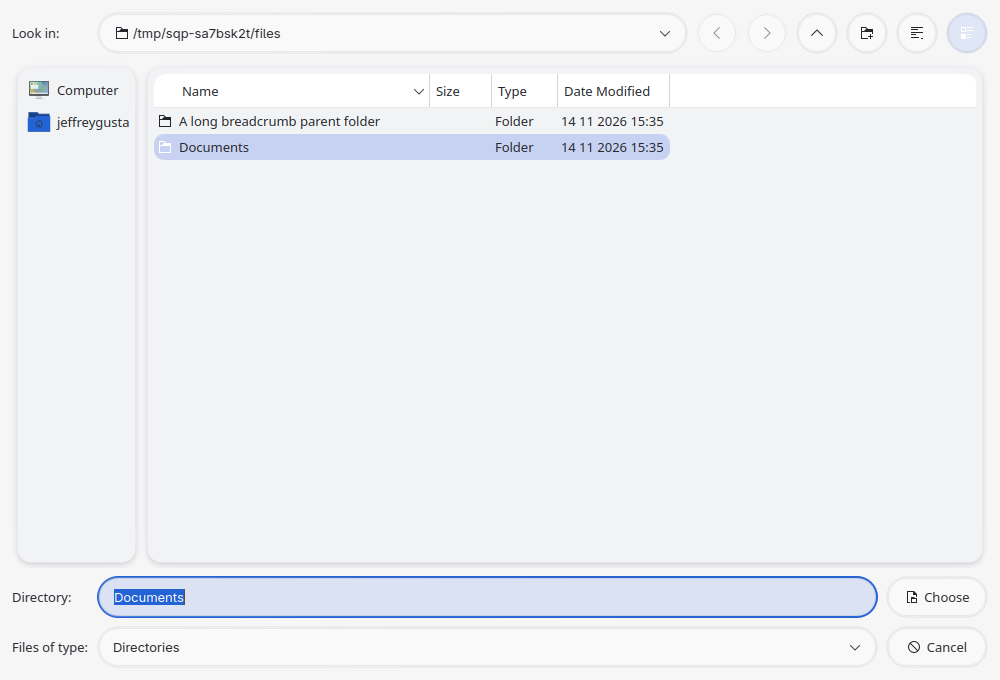 Look in: /tmp/sqp-sa7bsk2t/files
Computer
jeffreygusta
Name Size Type Date Modified
A long breadcrumb parent folder Folder 14 11 2026 15:35
Documents Folder 14 11 2026 15:35
Directory: Documents Choose
Files of type: Directories Cancel